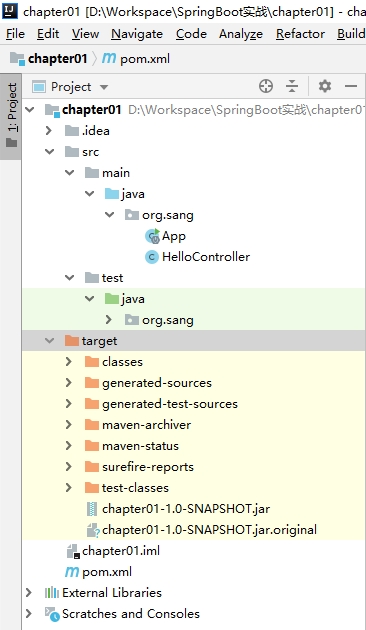 chapter01 [D:\Workspace\SpringBoot实战\chapter01] - cha
File Edit View Navigate Code Analyze Refactor Build
chapter01 pom.xml
1: Project
Project
chapter01 D:\Workspace\SpringBoot实战\chapter01
.idea
src
main
java
org.sang
App
HelloController
test
java
org.sang
target
classes
generated-sources
generated-test-sources
maven-archiver
maven-status
surefire-reports
test-classes
chapter01-1.0-SNAPSHOT.jar
chapter01-1.0-SNAPSHOT.jar.original
chapter01.iml
pom.xml
External Libraries
Scratches and Consoles